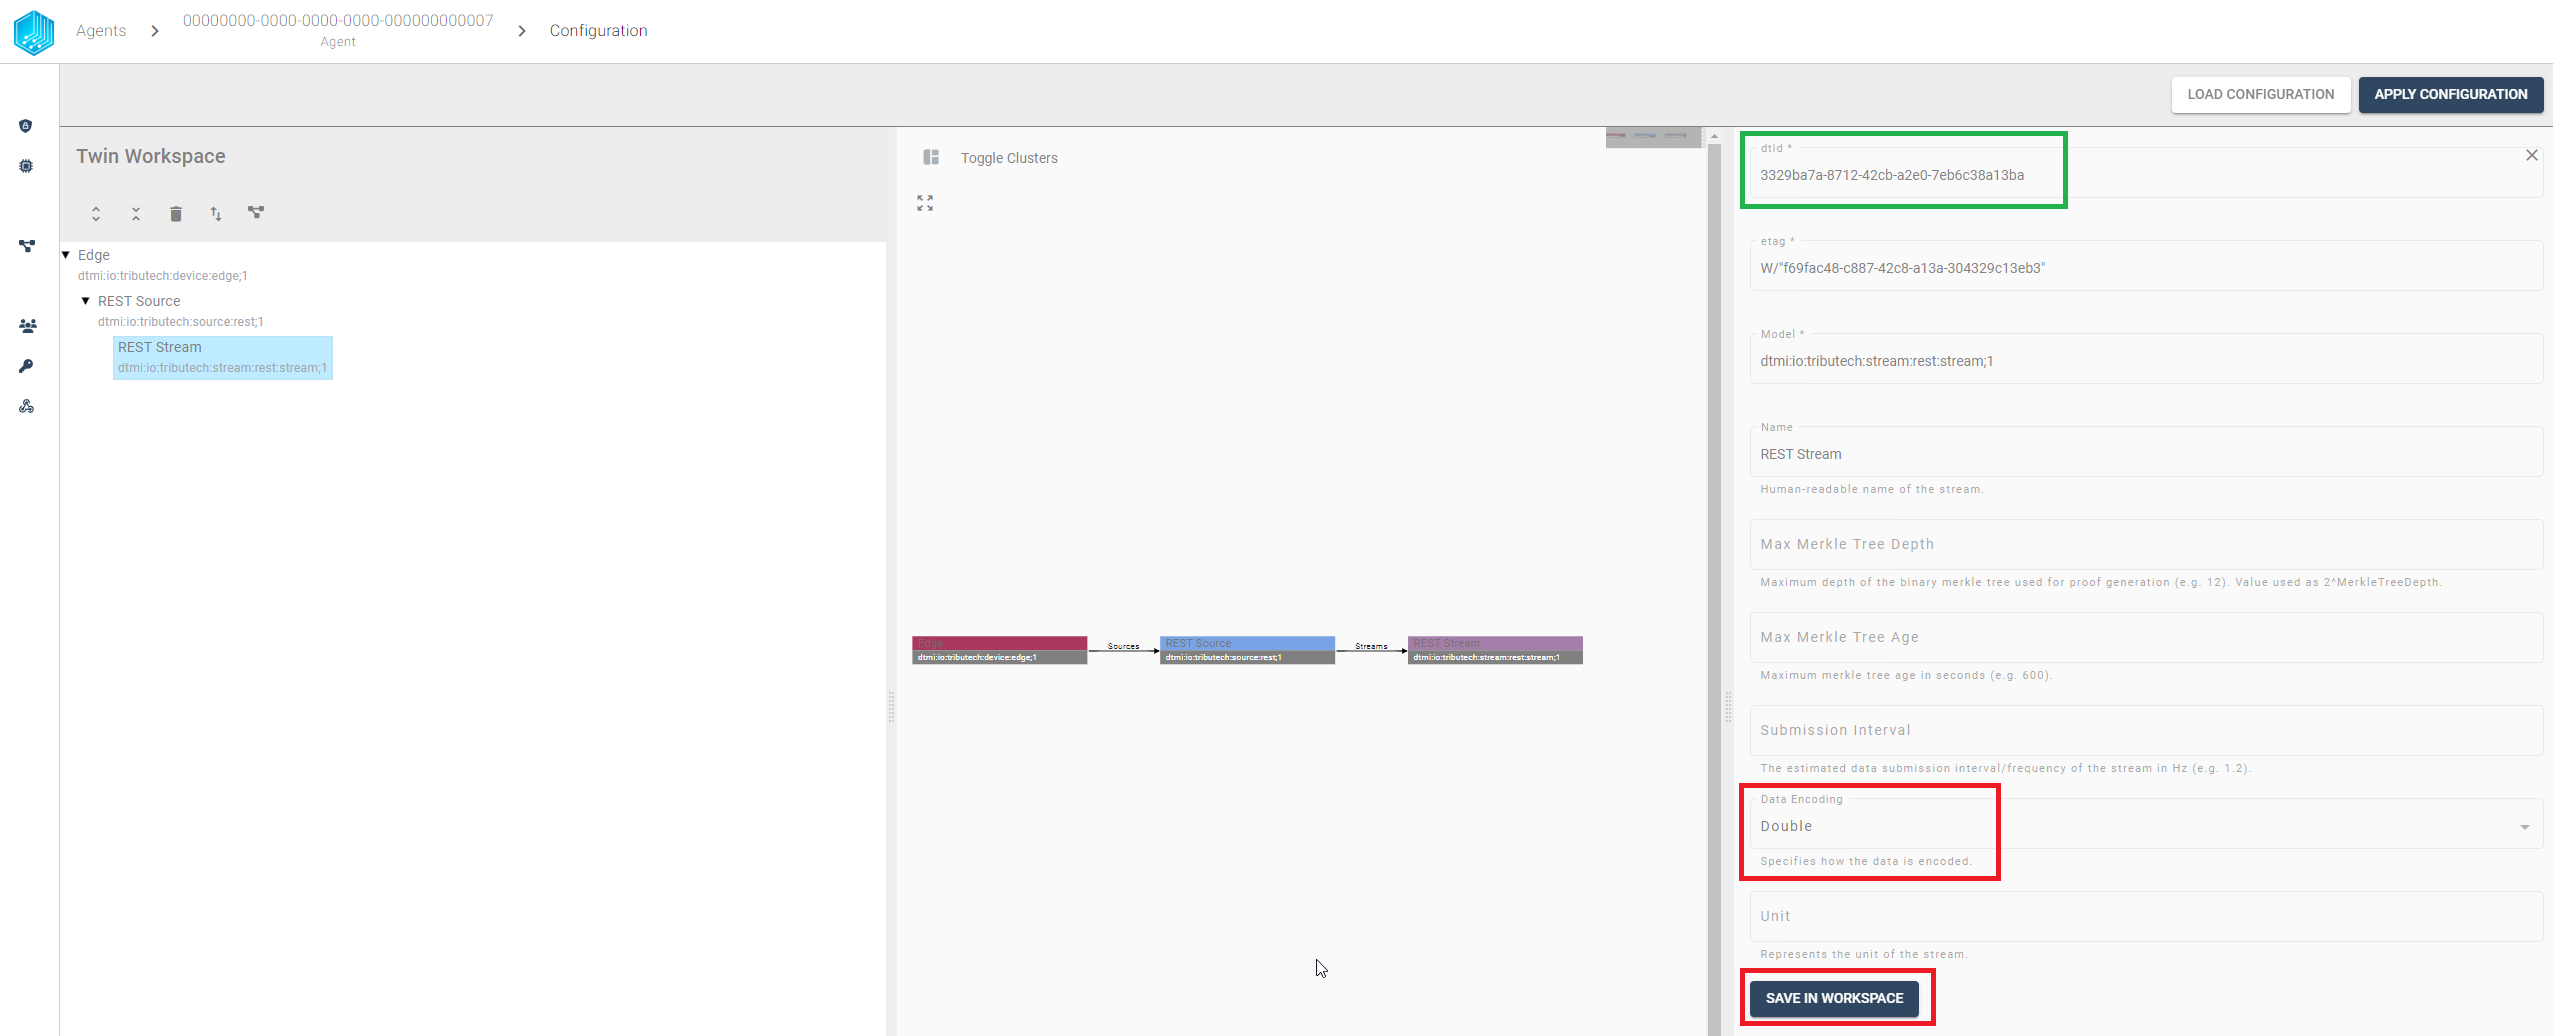 Agents
00000000-0000-0000-0000-000000000007
Agent
Configuration
LOAD CONFIGURATION
APPLY CONFIGURATION
Twin Workspace
Edge
dtmi:io:tributech:device:edge;1
REST Source
dtmi:io:tributech:source:rest;1
REST Stream
dtmi:io:tributech:stream:rest:stream;1
Toggle Clusters
Edge
dtmi:io:tributech:device:edge;1
Sources
REST Source
dtmi:io:tributech:source:rest;1
Streams
REST Stream
dtmi:io:tributech:stream:rest:stream;1
dtId *
3329ba7a-8712-42cb-a2e0-7eb6c38a13ba
etag *
W/"f69fac48-c887-42c8-a13a-304329c13eb3"
Model *
dtmi:io:tributech:stream:rest:stream;1
Name
REST Stream
Human-readable name of the stream.
Max Merkle Tree Depth
Maximum depth of the binary merkle tree used for proof generation (e.g. 12). Value used as 2^MerkleTreeDepth.
Max Merkle Tree Age
Maximum merkle tree age in seconds (e.g. 600).
Submission Interval
The estimated data submission interval/frequency of the stream in Hz (e.g. 1.2).
Data Encoding
Double
Specifies how the data is encoded.
Unit
Represents the unit of the stream.
SAVE IN WORKSPACE